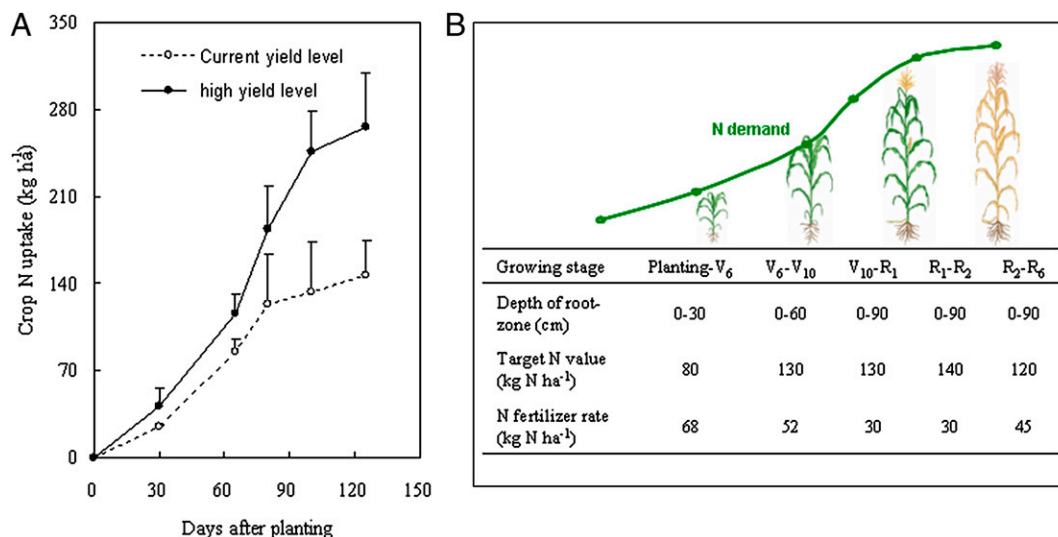 A
350
280
210
140
70
0
Crop N uptake (kg ha⁻¹)
Current yield level
high yield level
0 30 60 90 120 150
Days after planting
B
N demand
Growing stage Planting-V₆ V₆-V₁₀ V₁₀-R₁ R₁-R₂ R₂-R₆
Depth of root-
zone (cm) 0-30 0-60 0-90 0-90 0-90
Target N value
(kg N ha⁻¹) 80 130 130 140 120
N fertilizer rate
(kg N ha⁻¹) 68 52 30 30 45